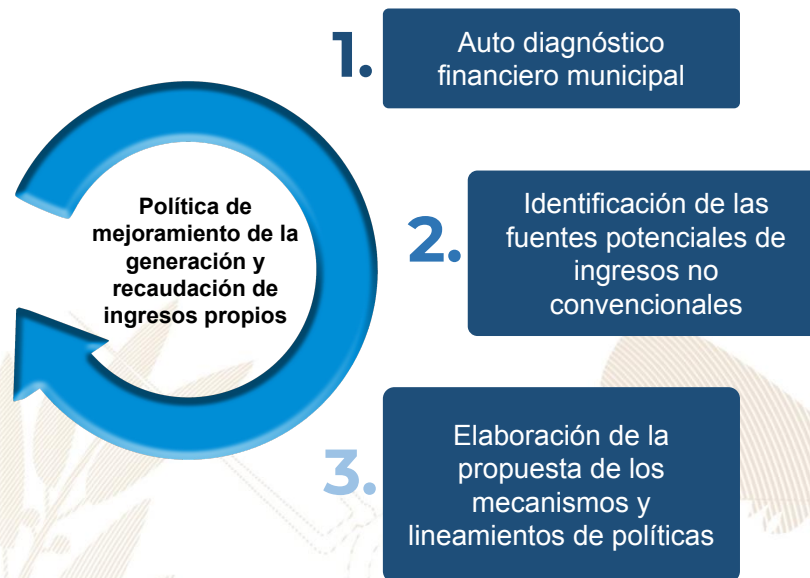 1.
Auto diagnóstico
financiero municipal
Política de
mejoramiento de la
generación y
recaudación de
ingresos propios
2.
Identificación de las
fuentes potenciales de
ingresos no
convencionales
3.
Elaboración de la
propuesta de los
mecanismos y
lineamientos de políticas